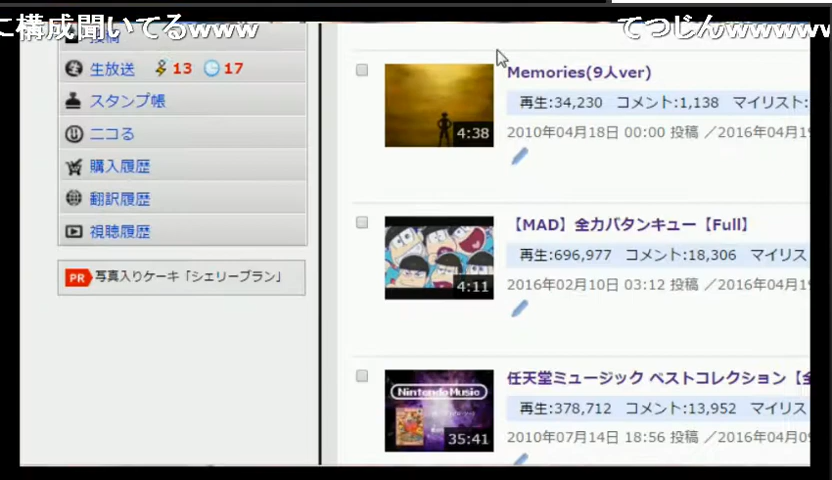 に構成聞いてるwww
てつじんwwwww
投稿
生放送 13 17
スタンプ帳
ニコる
購入履歴
翻訳履歴
視聴履歴
PR 写真入りケーキ「シェリーブラン」
Memories(9人ver)
再生:34,230 コメント:1,138 マイリスト:
4:38
2010年04月18日 00:00 投稿 ／2016年04月19
【MAD】全力バタンキュー【Full】
再生:696,977 コメント:18,306 マイリス
4:11
2016年02月10日 03:12 投稿 ／2016年04月19
任天堂ミュージック ベストコレクション【全
Nintendo Music
再生:378,712 コメント:13,952 マイリス
35:41
2010年07月14日 18:56 投稿 ／2016年04月09